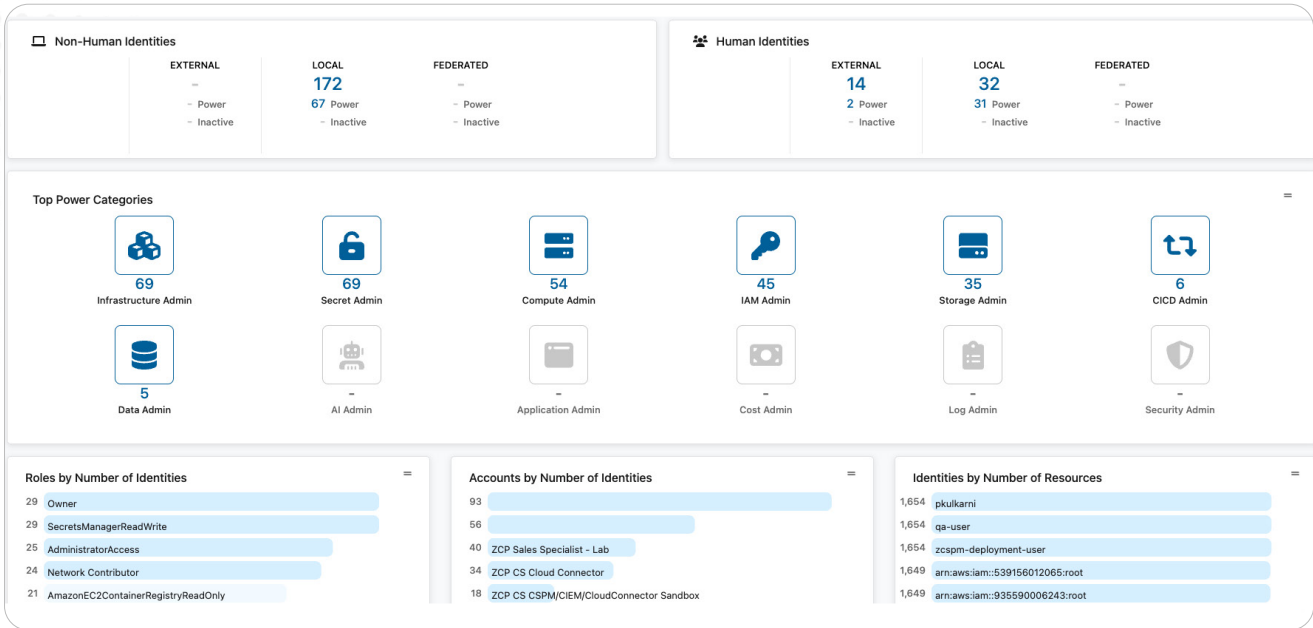 Non-Human Identities
EXTERNAL LOCAL FEDERATED
- 172 -
- Power 67 Power - Power
- Inactive - Inactive - Inactive
Human Identities
EXTERNAL LOCAL FEDERATED
14 32 -
2 Power 31 Power - Power
- Inactive - Inactive - Inactive
Top Power Categories
69 69 54 45 35 6
Infrastructure Admin Secret Admin Compute Admin IAM Admin Storage Admin CICD Admin
5 - - - - -
Data Admin AI Admin Application Admin Cost Admin Log Admin Security Admin
Roles by Number of Identities
29 Owner
29 SecretsManagerReadWrite
25 AdministratorAccess
24 Network Contributor
21 AmazonEC2ContainerRegistryReadOnly
Accounts by Number of Identities
93
56
40 ZCP Sales Specialist - Lab
34 ZCP CS Cloud Connector
18 ZCP CS CSPM/CIEM/CloudConnector Sandbox
Identities by Number of Resources
1,654 pkulkarni
1,654 qa-user
1,654 zcspm-deployment-user
1,649 arn:aws:iam::539156012065:root
1,649 arn:aws:iam::935590006243:root